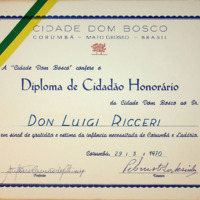 CIDADE DOM BOSCO
CORUMBÁ - MATO GROSSO - BRASIL
A "Cidade Dom Bosco" confere o
Diploma de Cidadão Honorário
da Cidade Dom Bosco ao Sr.
DON LUIGI RICCERI
em sinal de gratidão e estima da infância necessitada de Corumbá e Ladário.
Corumbá, 29 / 3 / 1970